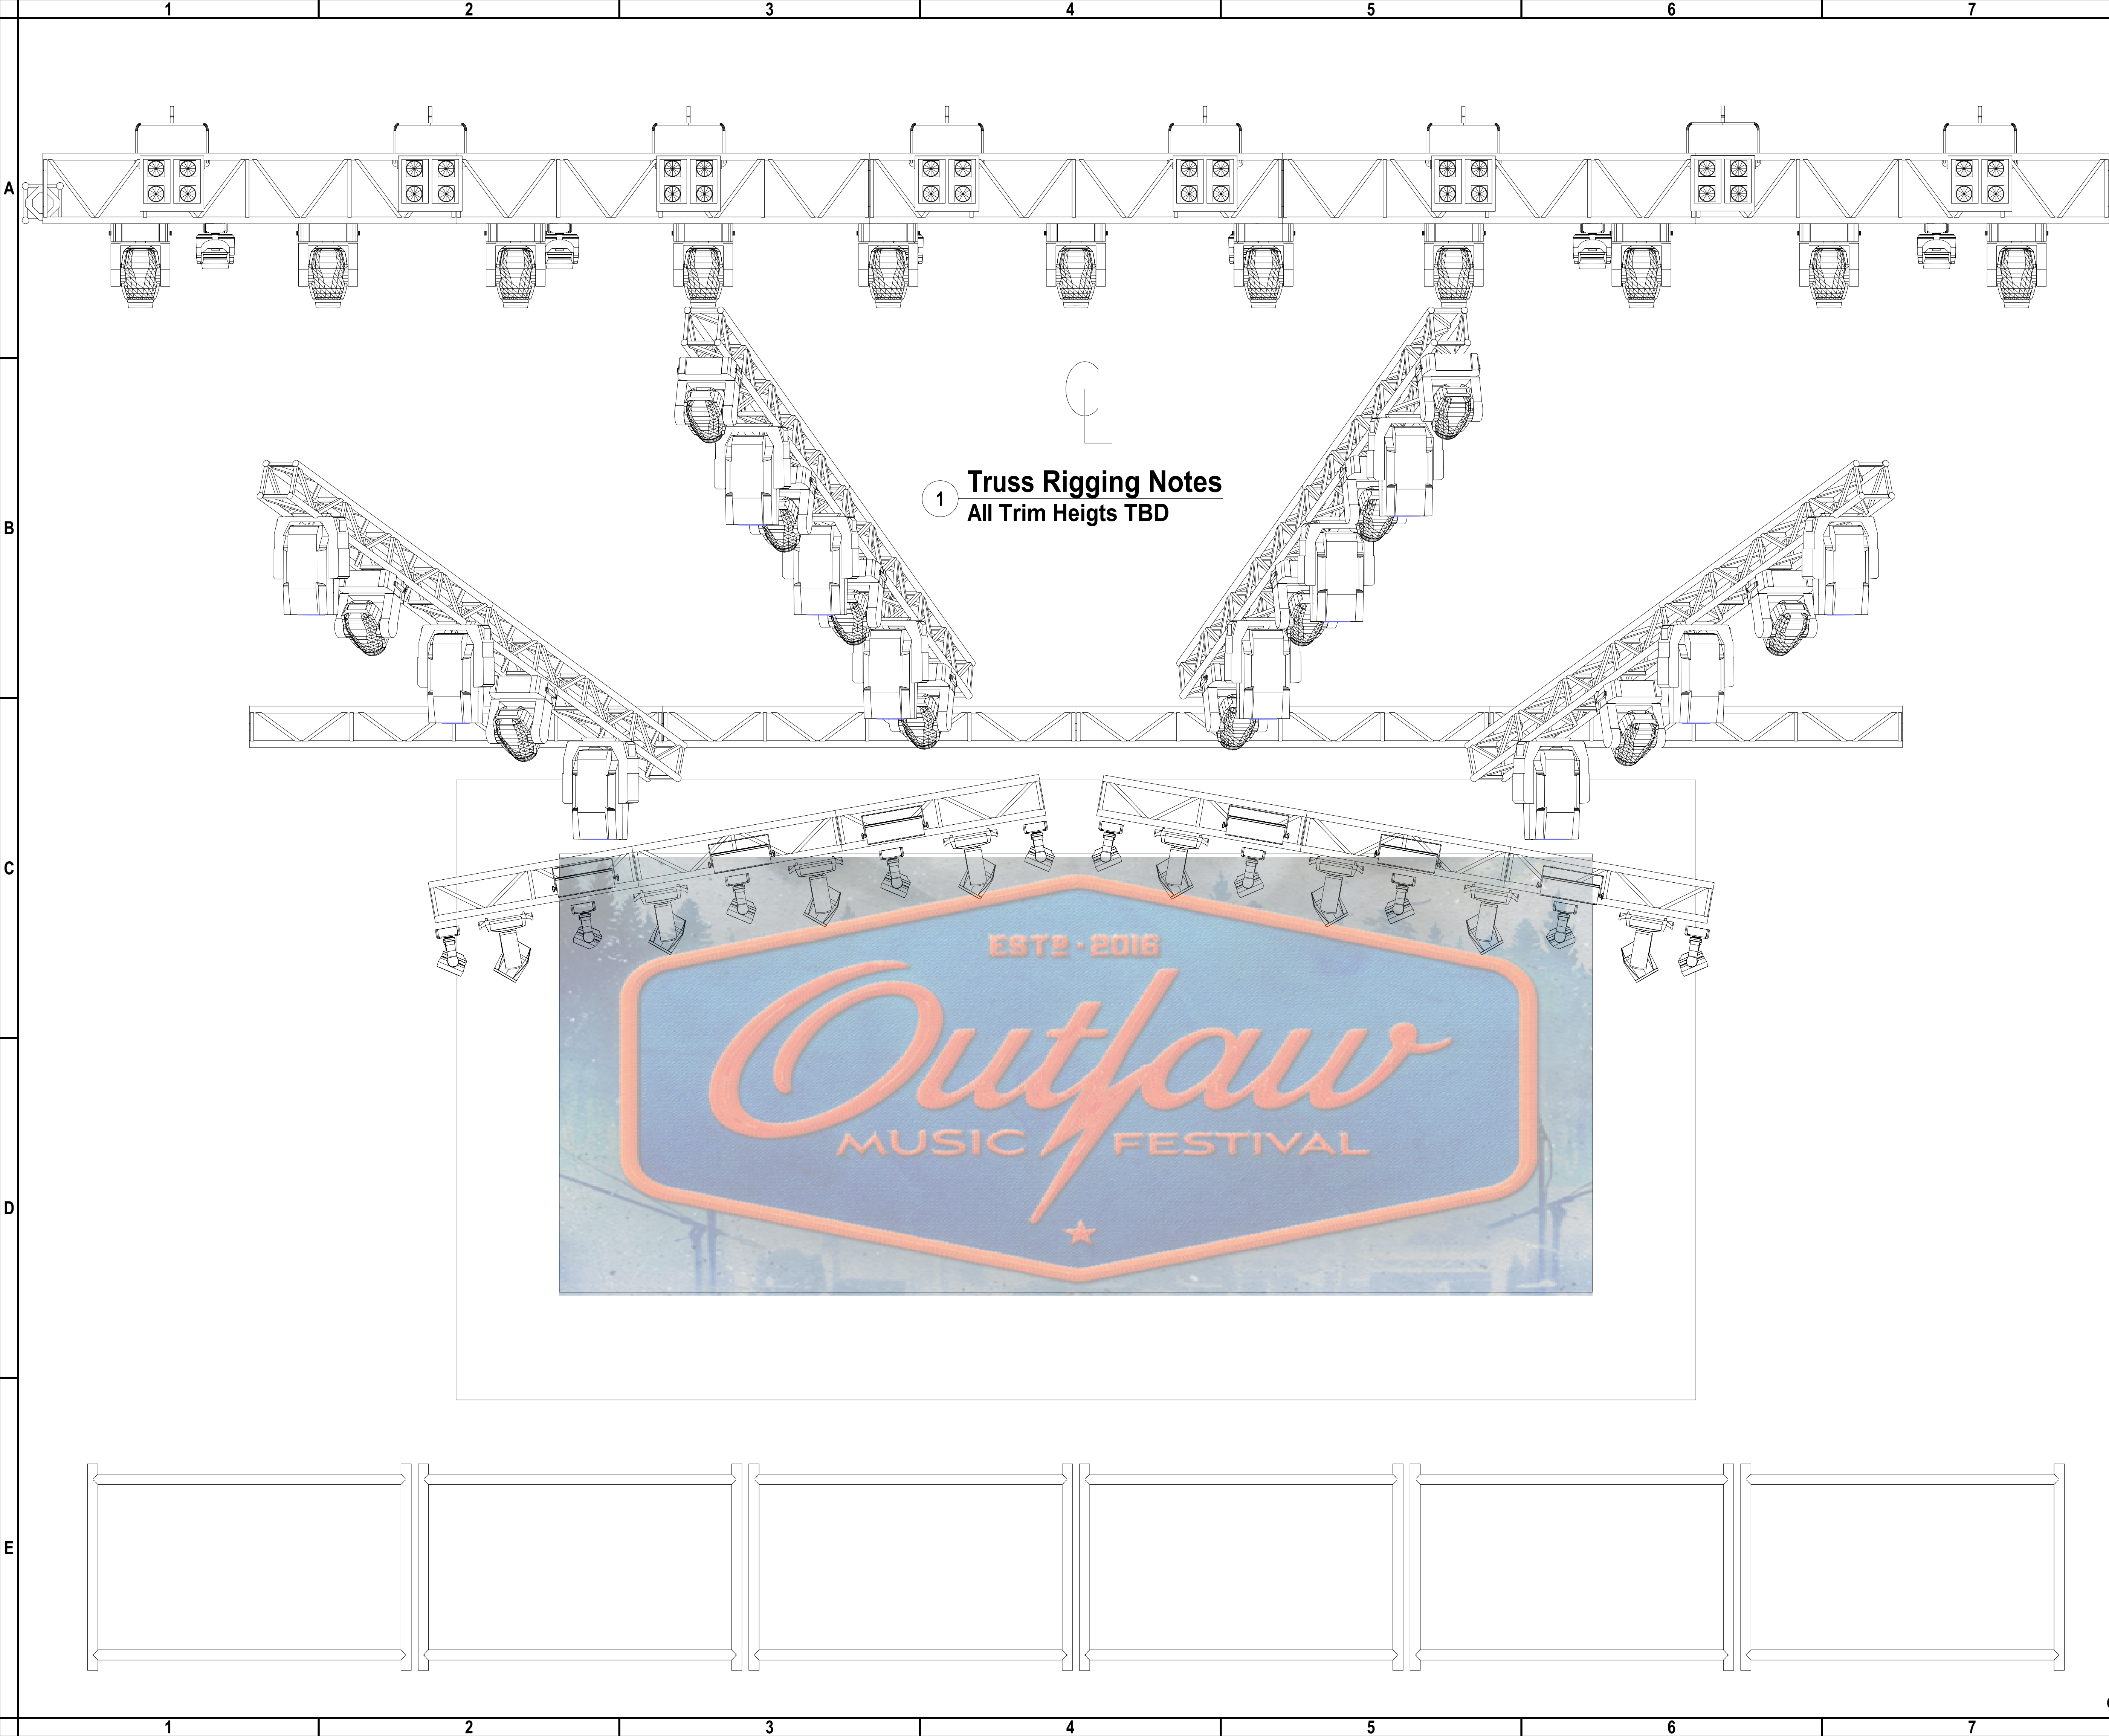 1 2 3 4 5 6 7
A
B
C
D
E
1 Truss Rigging Notes
All Trim Heigts TBD
ESTD · 2016
Outlaw
MUSIC FESTIVAL
1 2 3 4 5 6 7